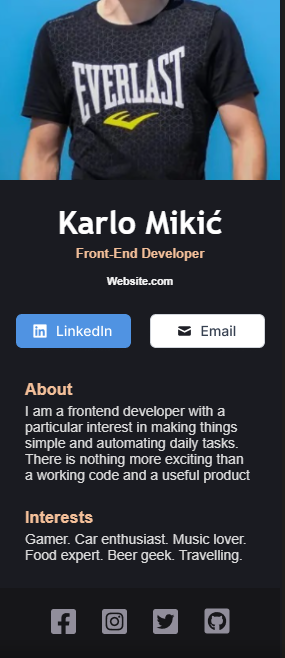 EVERLAST
Karlo Mikić
Front-End Developer
Website.com
LinkedIn
Email
About
I am a frontend developer with a
particular interest in making things
simple and automating daily tasks.
There is nothing more exciting than
a working code and a useful product
Interests
Gamer. Car enthusiast. Music lover.
Food expert. Beer geek. Travelling.